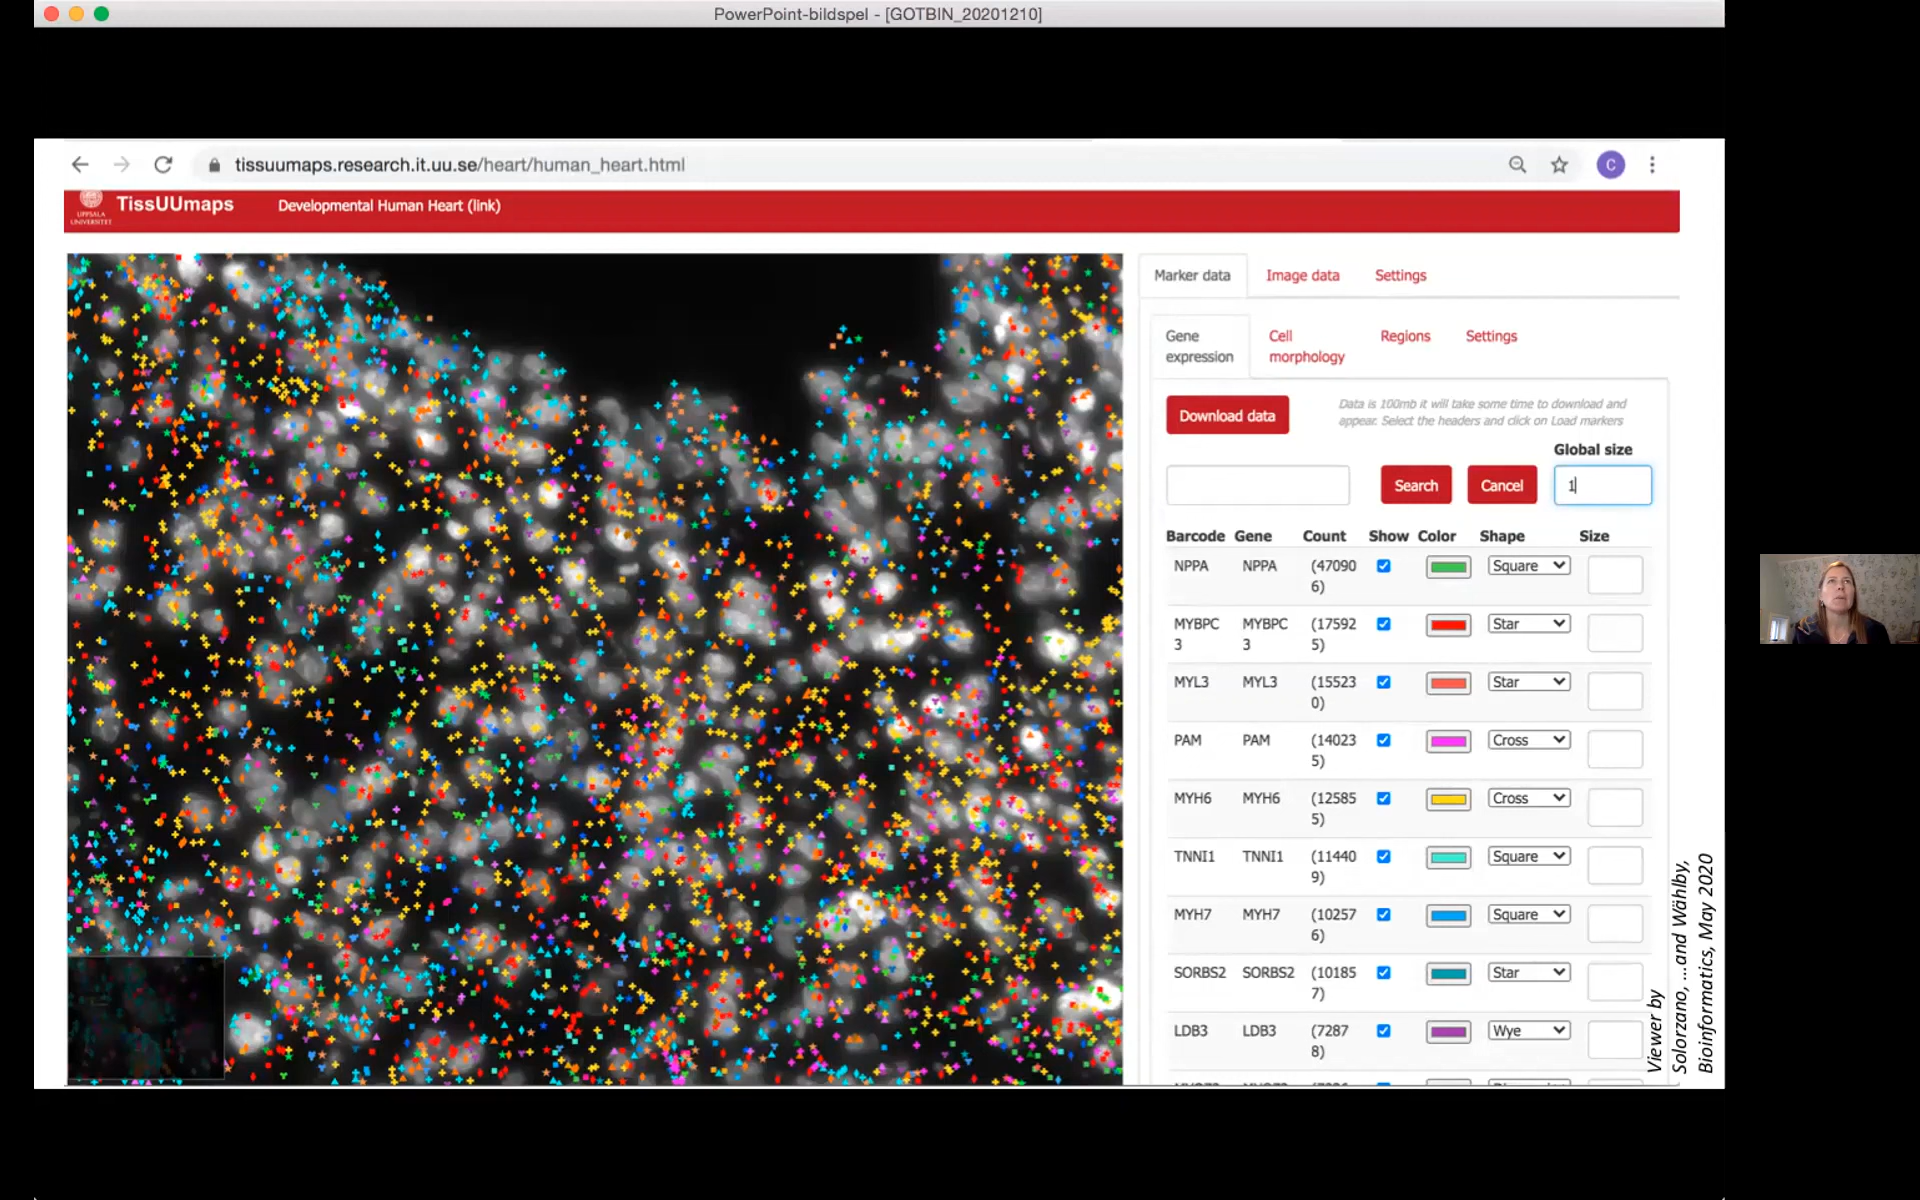 PowerPoint-bildspel - [GOTBIN_20201210]
tissuumaps.research.it.uu.se/heart/human_heart.html
C
UPPSALA
UNIVERSITET
TissUUmaps
Developmental Human Heart (link)
Marker data
Image data
Settings
Gene
expression
Cell
morphology
Regions
Settings
Download data
Data is 100mb it will take some time to download and
appear. Select the headers and click on Load markers
Global size
Search
Cancel
1
Barcode Gene Count Show Color Shape Size
NPPA NPPA (47090 Square
6)
MYBPC MYBPC (17592 Star
3 3 5)
MYL3 MYL3 (15523 Star
0)
PAM PAM (14023 Cross
5)
MYH6 MYH6 (12585 Cross
5)
TNNI1 TNNI1 (11440 Square
9)
MYH7 MYH7 (10257 Square
6)
SORBS2 SORBS2 (10185 Star
7)
LDB3 LDB3 (7287 Wye
8)
Viewer by
Solorzano, ...and Wählby,
Bioinformatics, May 2020